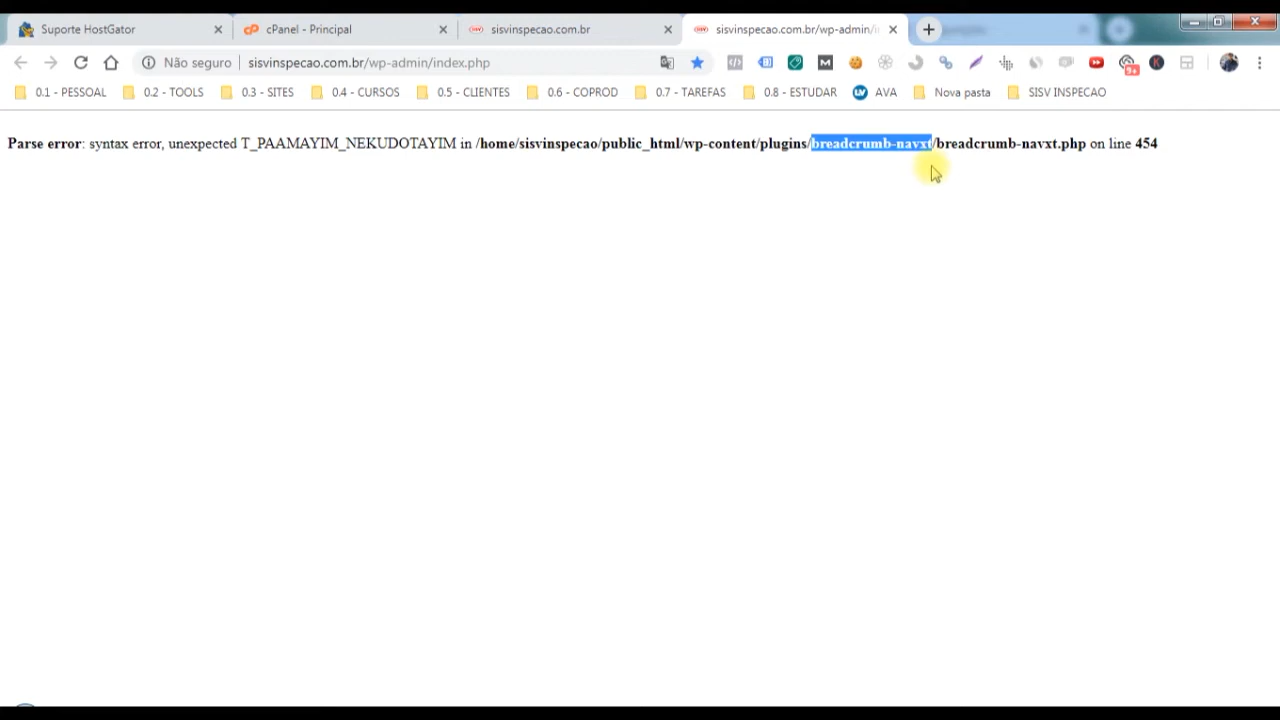 Suporte HostGator
cPanel - Principal
sisvinspecao.com.br
sisvinspecao.com.br/wp-admin/i
Não seguro
sisvinspecao.com.br/wp-admin/index.php
9+
0.1 - PESSOAL
0.2 - TOOLS
0.3 - SITES
0.4 - CURSOS
0.5 - CLIENTES
0.6 - COPROD
0.7 - TAREFAS
0.8 - ESTUDAR
AVA
Nova pasta
SISV INSPECAO
Parse error: syntax error, unexpected T_PAAMAYIM_NEKUDOTAYIM in /home/sisvinspecao/public_html/wp-content/plugins/breadcrumb-navxt/breadcrumb-navxt.php on line 454